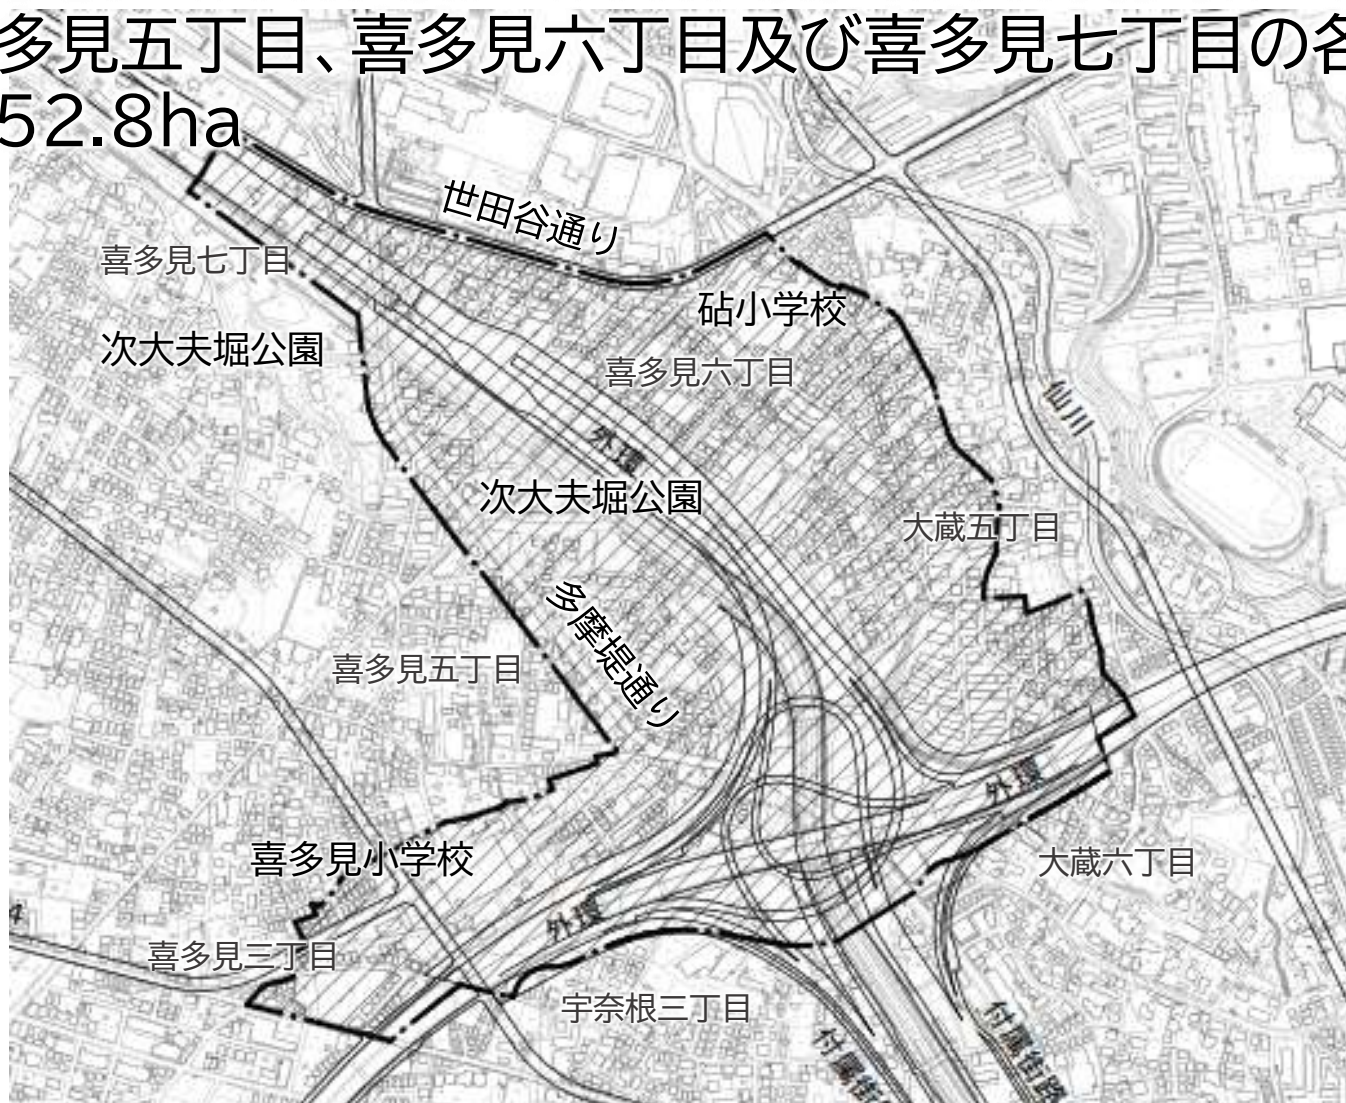 多見五丁目、喜多見六丁目及び喜多見七丁目の各
52.8ha
世田谷通り
喜多見七丁目
砧小学校
次大夫堀公園
喜多見六丁目
仙川
外環
次大夫堀公園
大蔵五丁目
多摩堤通り
喜多見五丁目
外環
喜多見小学校
大蔵六丁目
4
外環
喜多見三丁目
宇奈根三丁目
付属街路
付属街